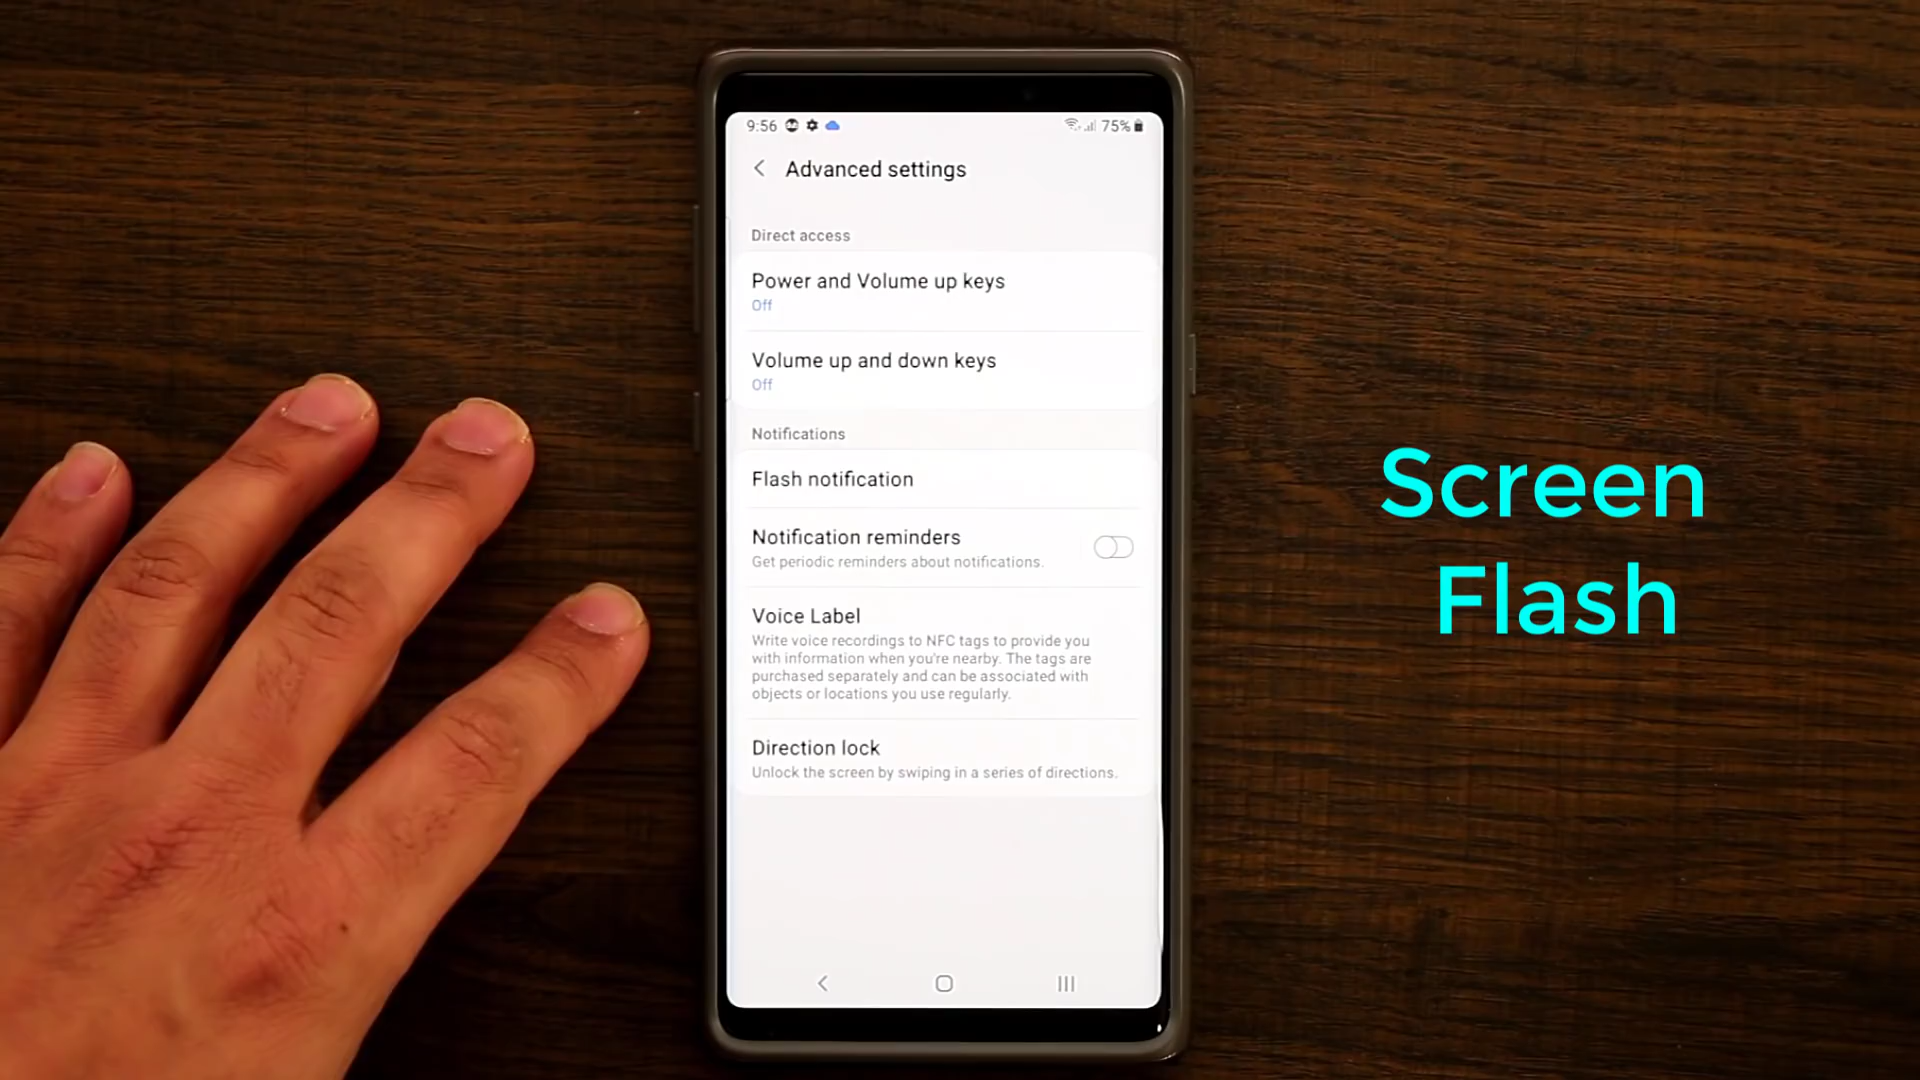 9:56 75%
Advanced settings
Direct access
Power and Volume up keys
Off
Volume up and down keys
Off
Notifications
Flash notification
Notification reminders
Get periodic reminders about notifications.
Voice Label
Write voice recordings to NFC tags to provide you
with information when you're nearby. The tags are
purchased separately and can be associated with
objects or locations you use regularly.
Direction lock
Unlock the screen by swiping in a series of directions.
Screen
Flash